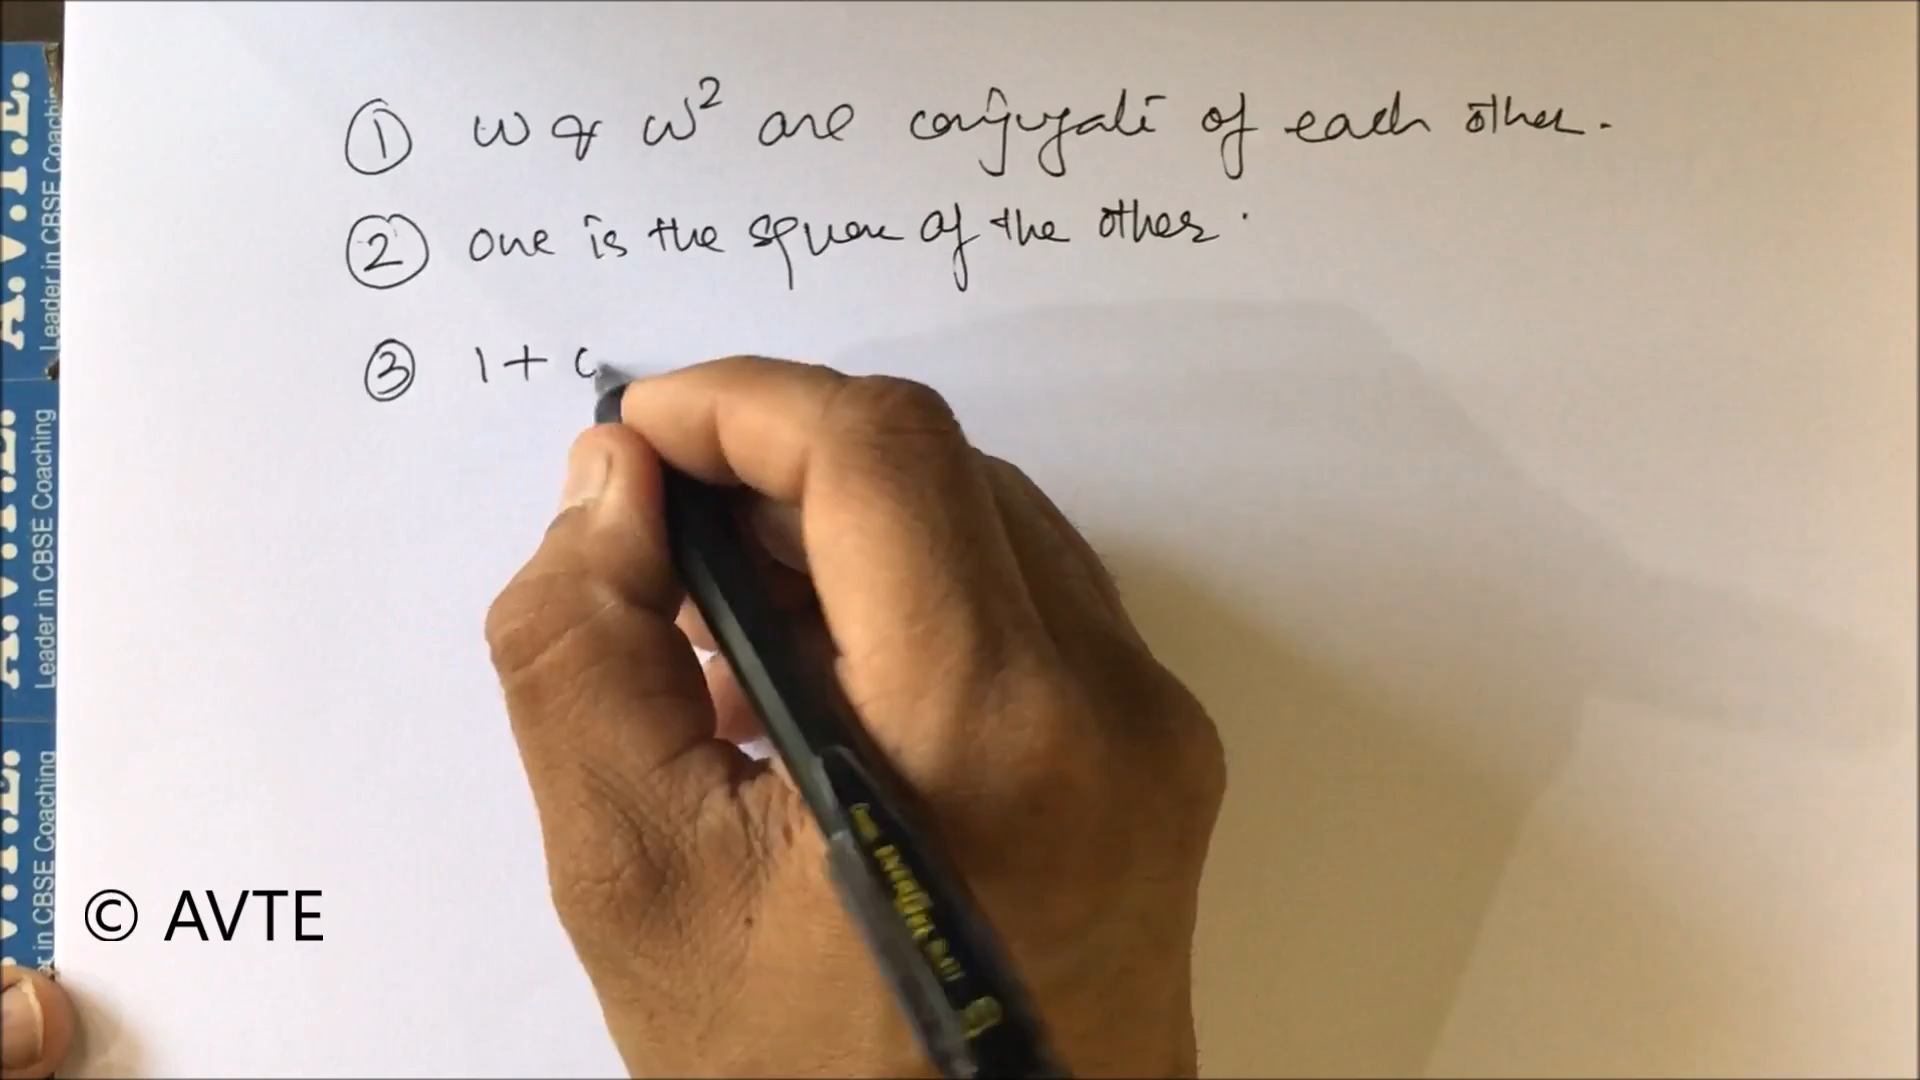 ① ω & ω² are conjugate of each other.
② one is the square of the other.
③ 1 +
© AVTE
A.V.T.E.
Leader in CBSE Coaching
Leader in CBSE Coaching
in CBSE Coaching